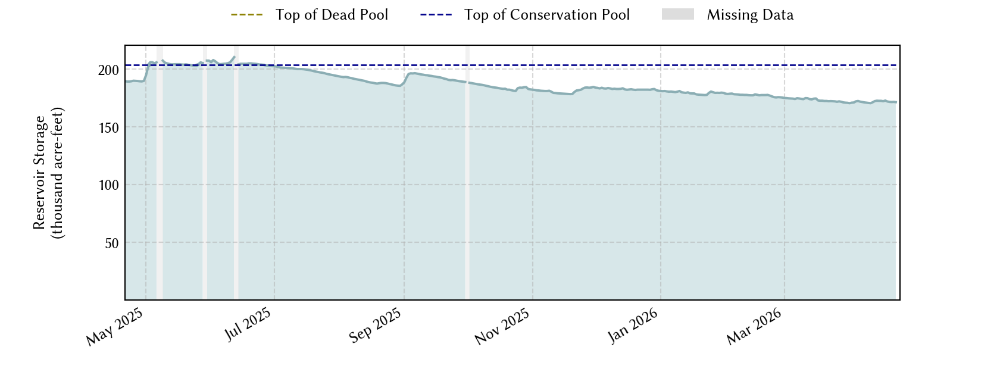 Top of Dead Pool
Top of Conservation Pool
Missing Data
Reservoir Storage
(thousand acre-feet)
200
150
100
50
May 2025
Jul 2025
Sep 2025
Nov 2025
Jan 2026
Mar 2026